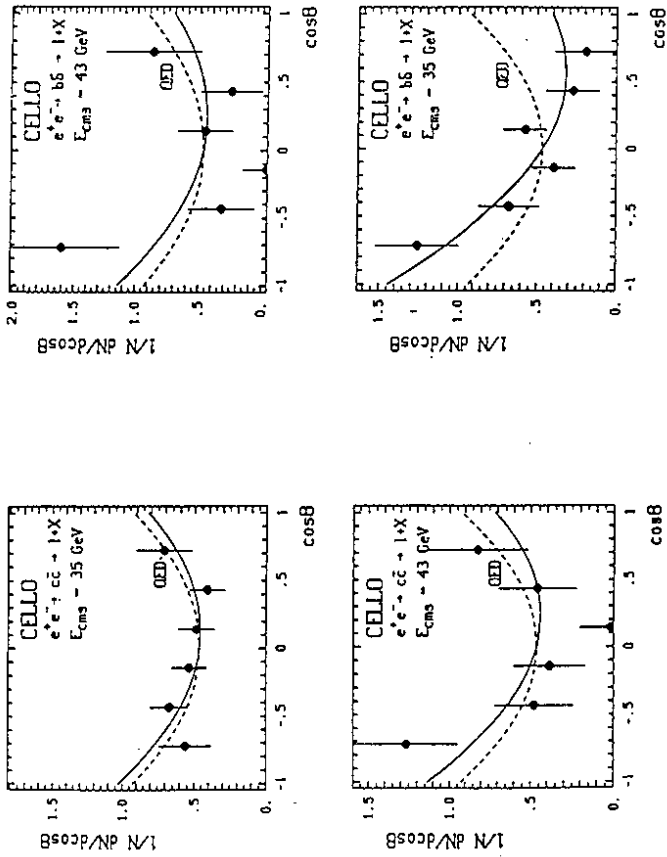 1/N dN/dcosθ
1.5
1.0
.5
0.
CELLO
e⁺e⁻→ cc̄ → l+X
E_cms = 35 GeV
QED
-1
-.5
0
.5
1
cosθ
1/N dN/dcosθ
2.0
1.5
1.0
.5
0.
CELLO
e⁺e⁻→ bb̄ → l+X
E_cms = 43 GeV
QED
-1
-.5
0
.5
1
cosθ
1/N dN/dcosθ
1.5
1.0
.5
0.
CELLO
e⁺e⁻→ cc̄ → l+X
E_cms = 43 GeV
QED
-1
-.5
0
.5
1
cosθ
1/N dN/dcosθ
1.5
1.0
.5
0.
CELLO
e⁺e⁻→ bb̄ → l+X
E_cms = 35 GeV
QED
-1
-.5
0
.5
1
cosθ